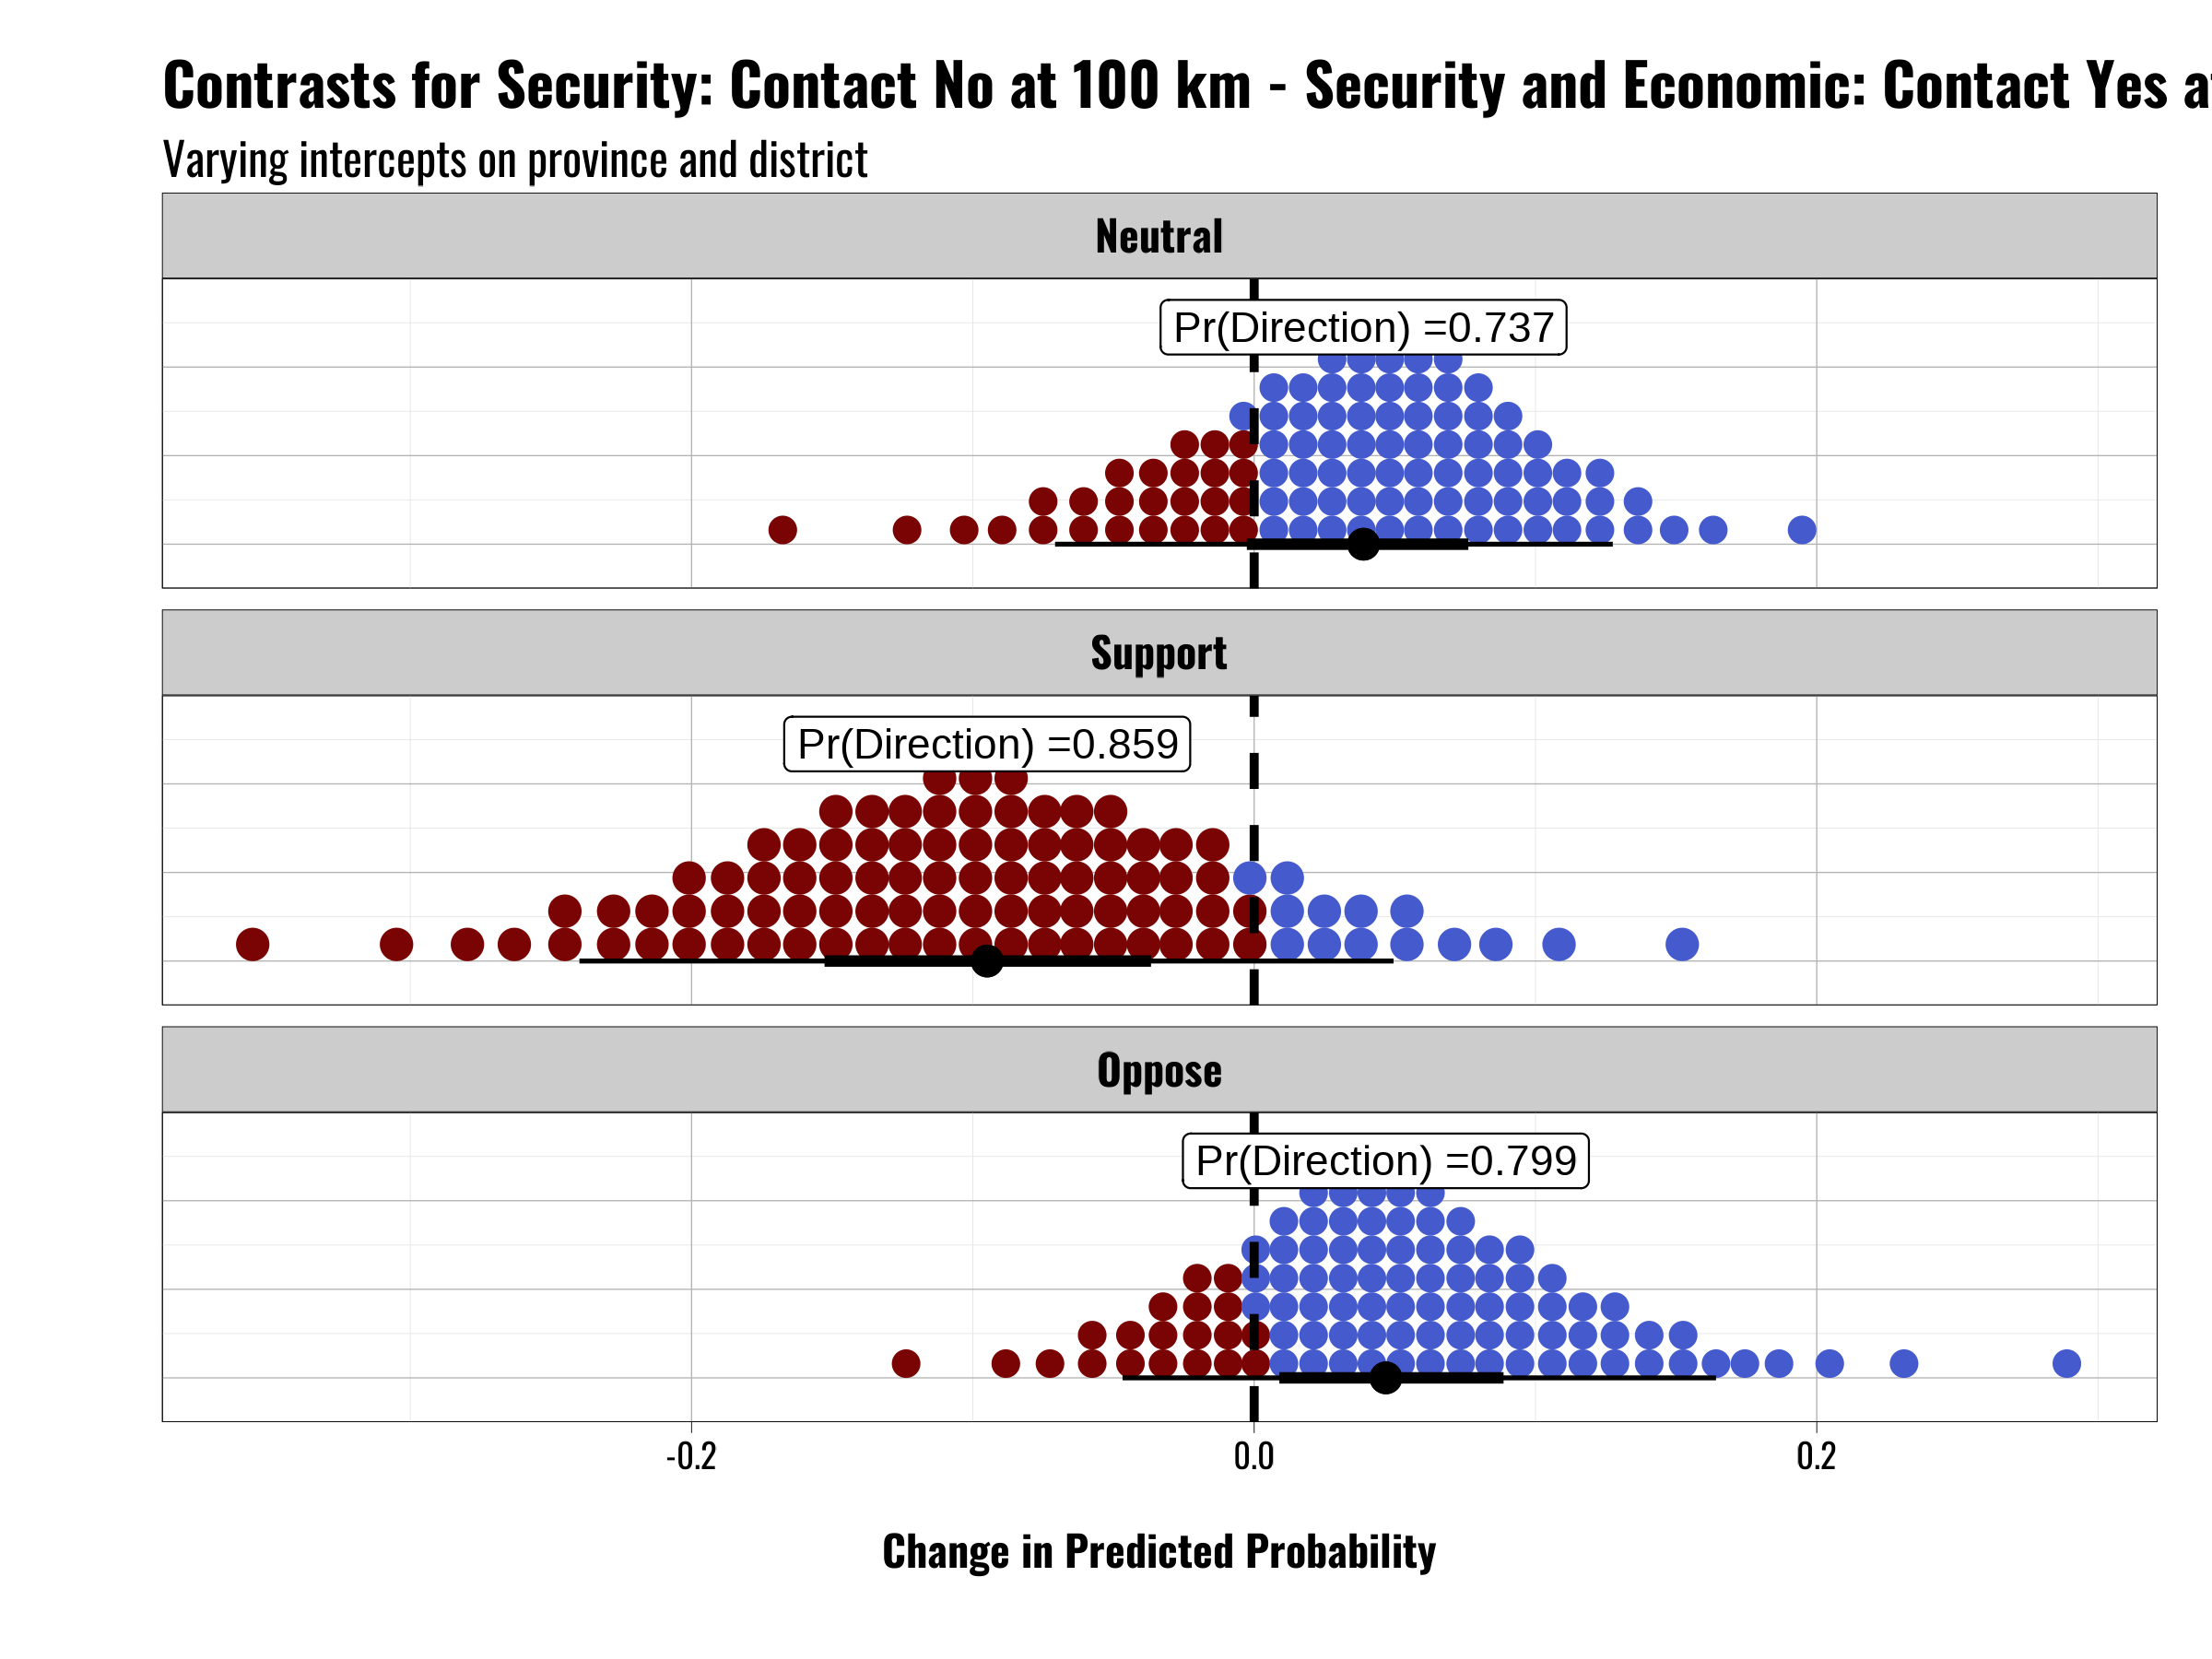 Contrasts for Security: Contact No at 100 km - Security and Economic: Contact Yes
Varying intercepts on province and district
Neutral
Pr(Direction) =0.737
Support
Pr(Direction) =0.859
Oppose
Pr(Direction) =0.799
-0.2 0.0 0.2
Change in Predicted Probability